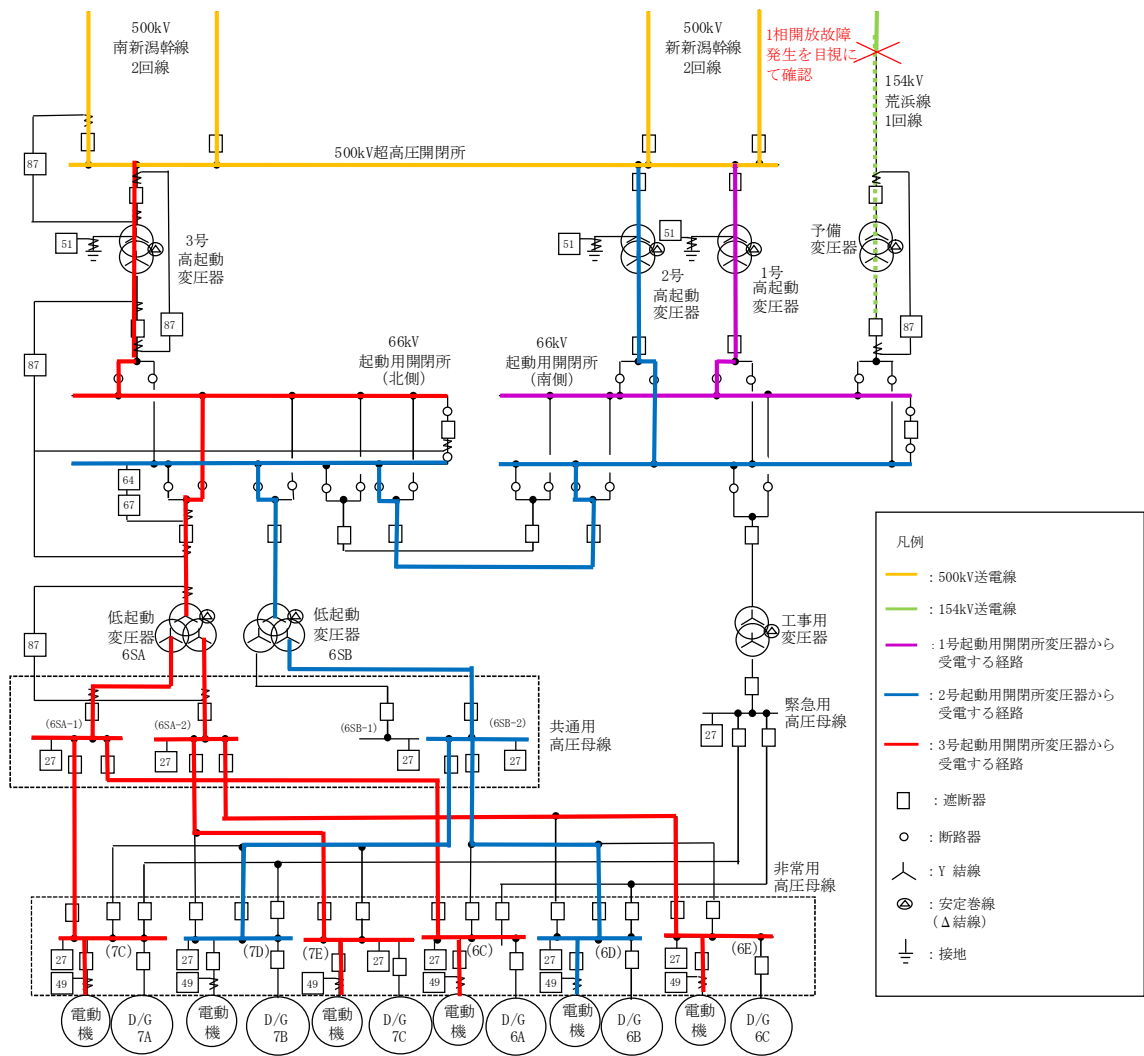 500kV
南新潟幹線
2回線
500kV
新新潟幹線
2回線
1相開放故障
発生を目視に
て確認
154kV
荒浜線
1回線
500kV超高圧開閉所
87
51
3号
高起動
変圧器
87
51
51
2号
高起動
変圧器
1号
高起動
変圧器
予備
変圧器
87
87
66kV
起動用開閉所
(北側)
66kV
起動用開閉所
(南側)
64
67
低起動
変圧器
6SA
低起動
変圧器
6SB
87
工事用
変圧器
緊急用
高圧母線
27
(6SA-1)
(6SA-2)
(6SB-1)
(6SB-2)
共通用
高圧母線
27
27
27
27
非常用
高圧母線
(7C)
(7D)
(7E)
(6C)
(6D)
(6E)
27
27
27
27
27
27
49
49
49
49
49
電動
機
D/G
7A
電動
機
D/G
7B
電動
機
D/G
7C
電動
機
D/G
6A
電動
機
D/G
6B
電動
機
D/G
6C
凡例
：500kV送電線
：154kV送電線
：1号起動用開閉所変圧器から
受電する経路
：2号起動用開閉所変圧器から
受電する経路
：3号起動用開閉所変圧器から
受電する経路
：遮断器
：断路器
：Y 結線
：安定巻線
(Δ結線)
：接地